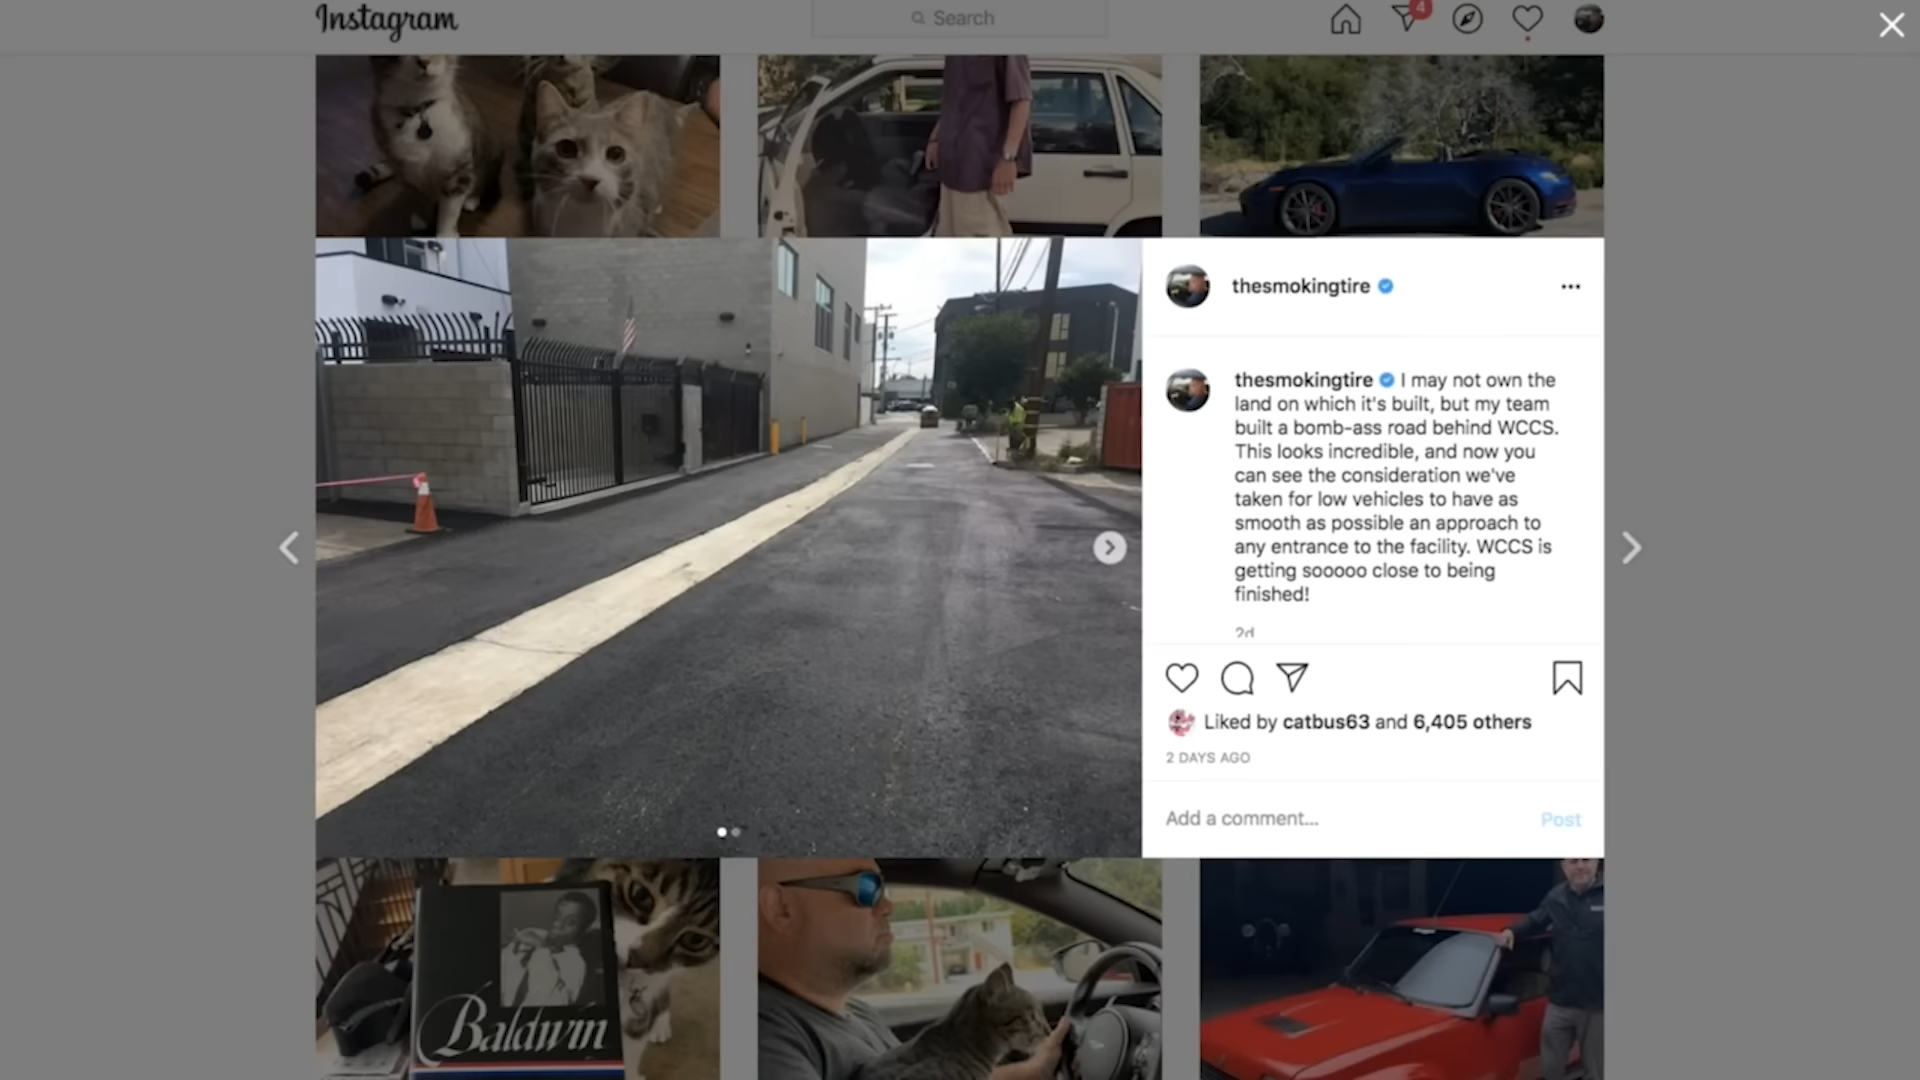 Instagram
Search
4
thesmokingtire
thesmokingtire I may not own the
land on which it's built, but my team
built a bomb-ass road behind WCCS.
This looks incredible, and now you
can see the consideration we've
taken for low vehicles to have as
smooth as possible an approach to
any entrance to the facility. WCCS is
getting sooooo close to being
finished!
2d
Liked by catbus63 and 6,405 others
2 DAYS AGO
Add a comment...
Post
Baldwin